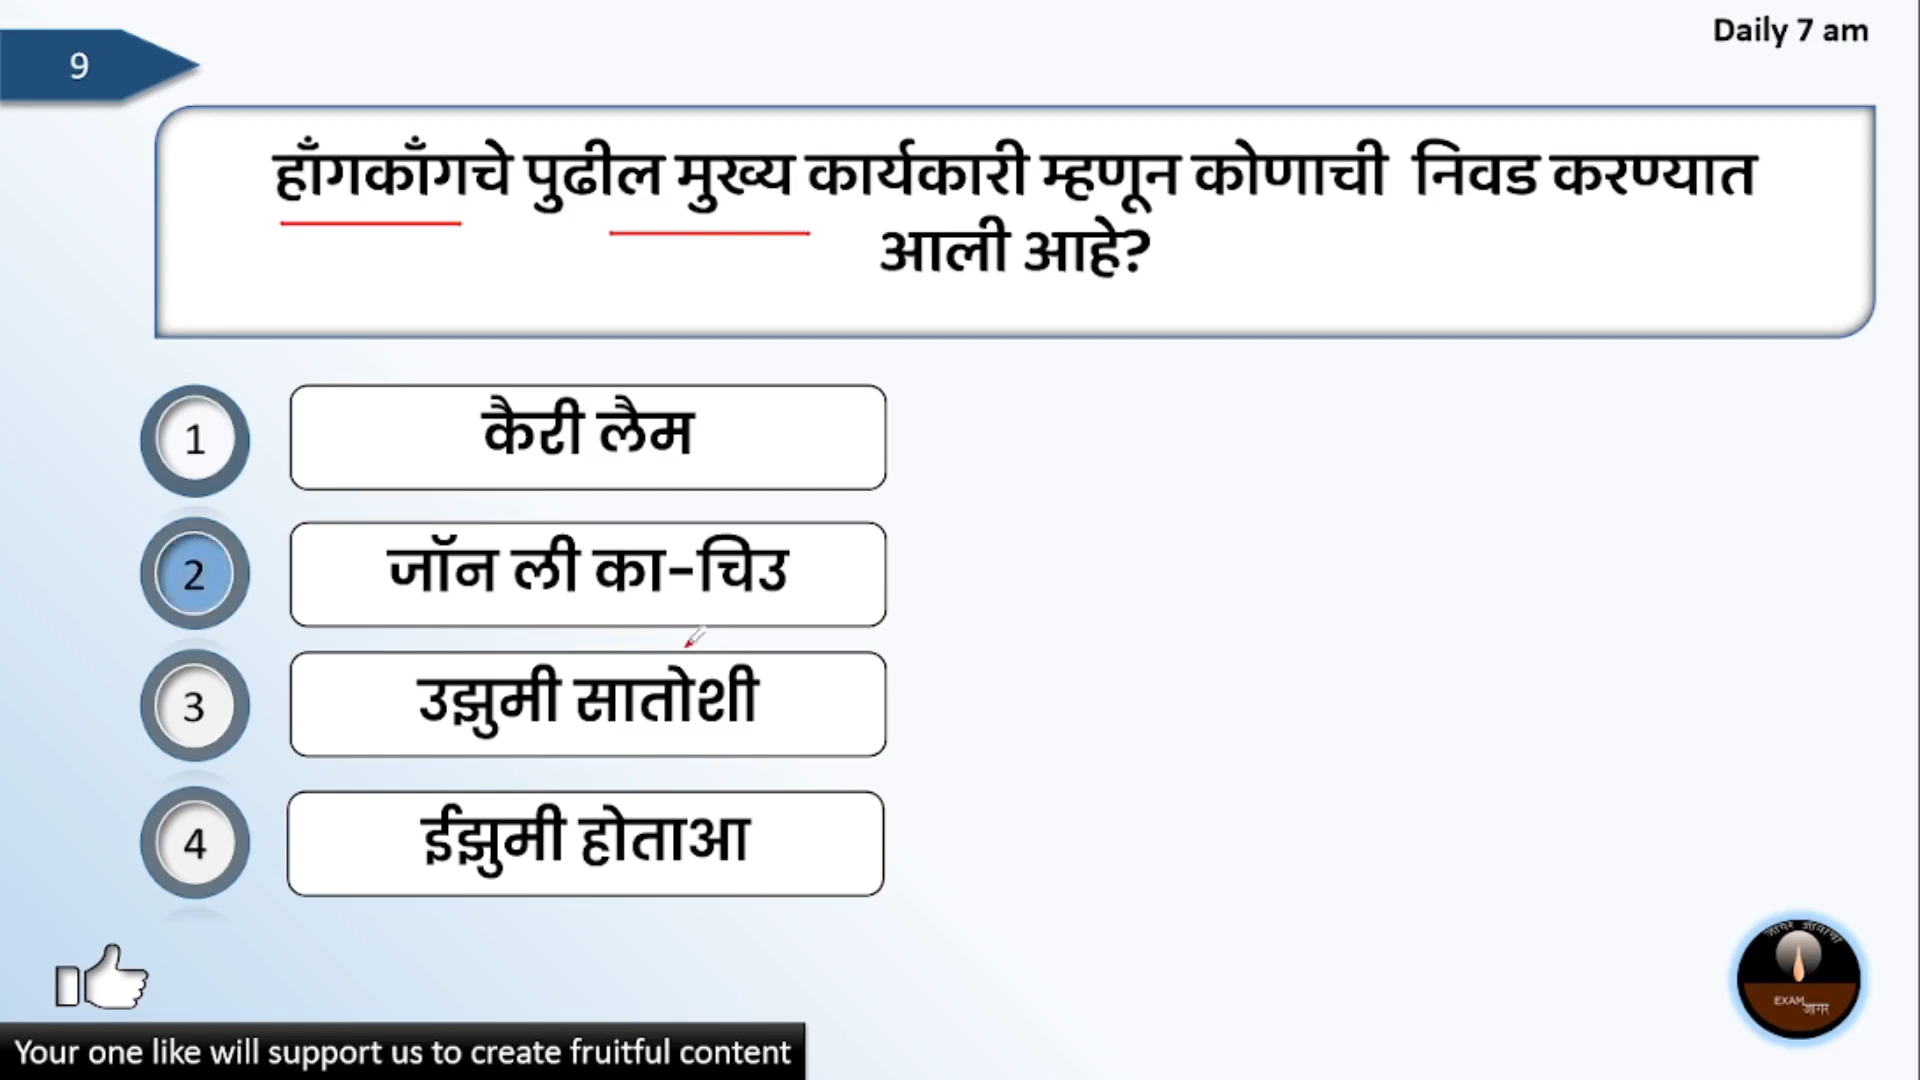 Daily 7 am
9
हाँगकाँगचे पुढील मुख्य कार्यकारी म्हणून कोणाची निवड करण्यात
आली आहे?
1
कैरी लैम
2
जॉन ली का-चिउ
3
उझुमी सातोशी
4
ईझुमी होताआ
EXAM
जागर
Your one like will support us to create fruitful content